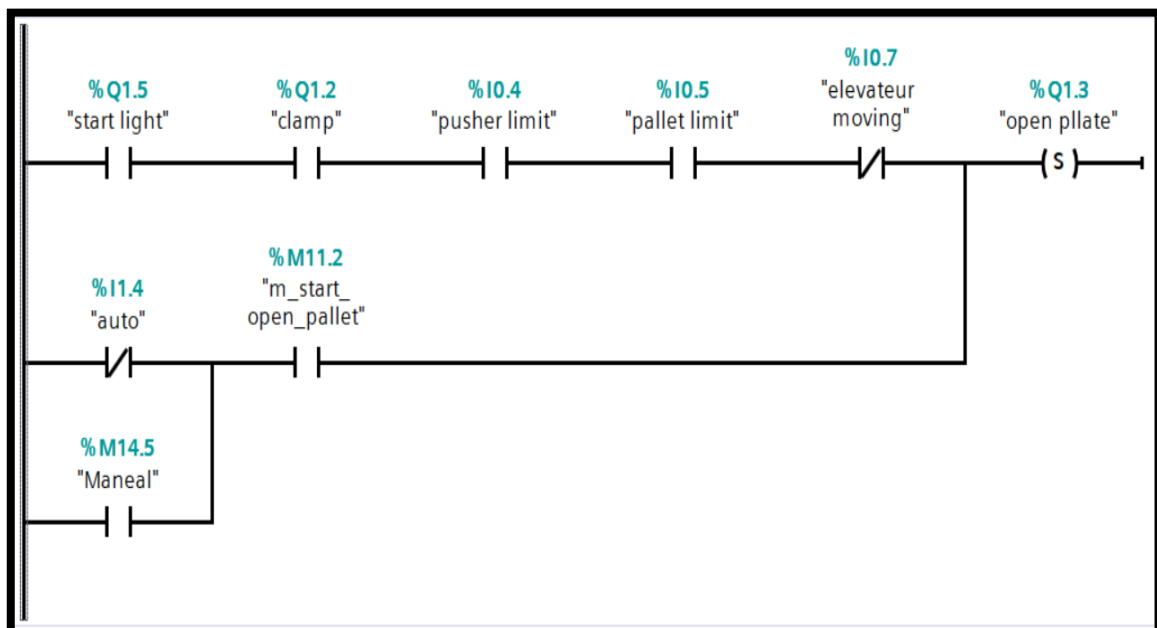 %Q1.5
"start light"
%Q1.2
"clamp"
%I0.4
"pusher limit"
%I0.5
"pallet limit"
%I0.7
"elevateur
moving"
%Q1.3
"open pllate"
S
%I1.4
"auto"
%M11.2
"m_start_
open_pallet"
%M14.5
"Maneal"